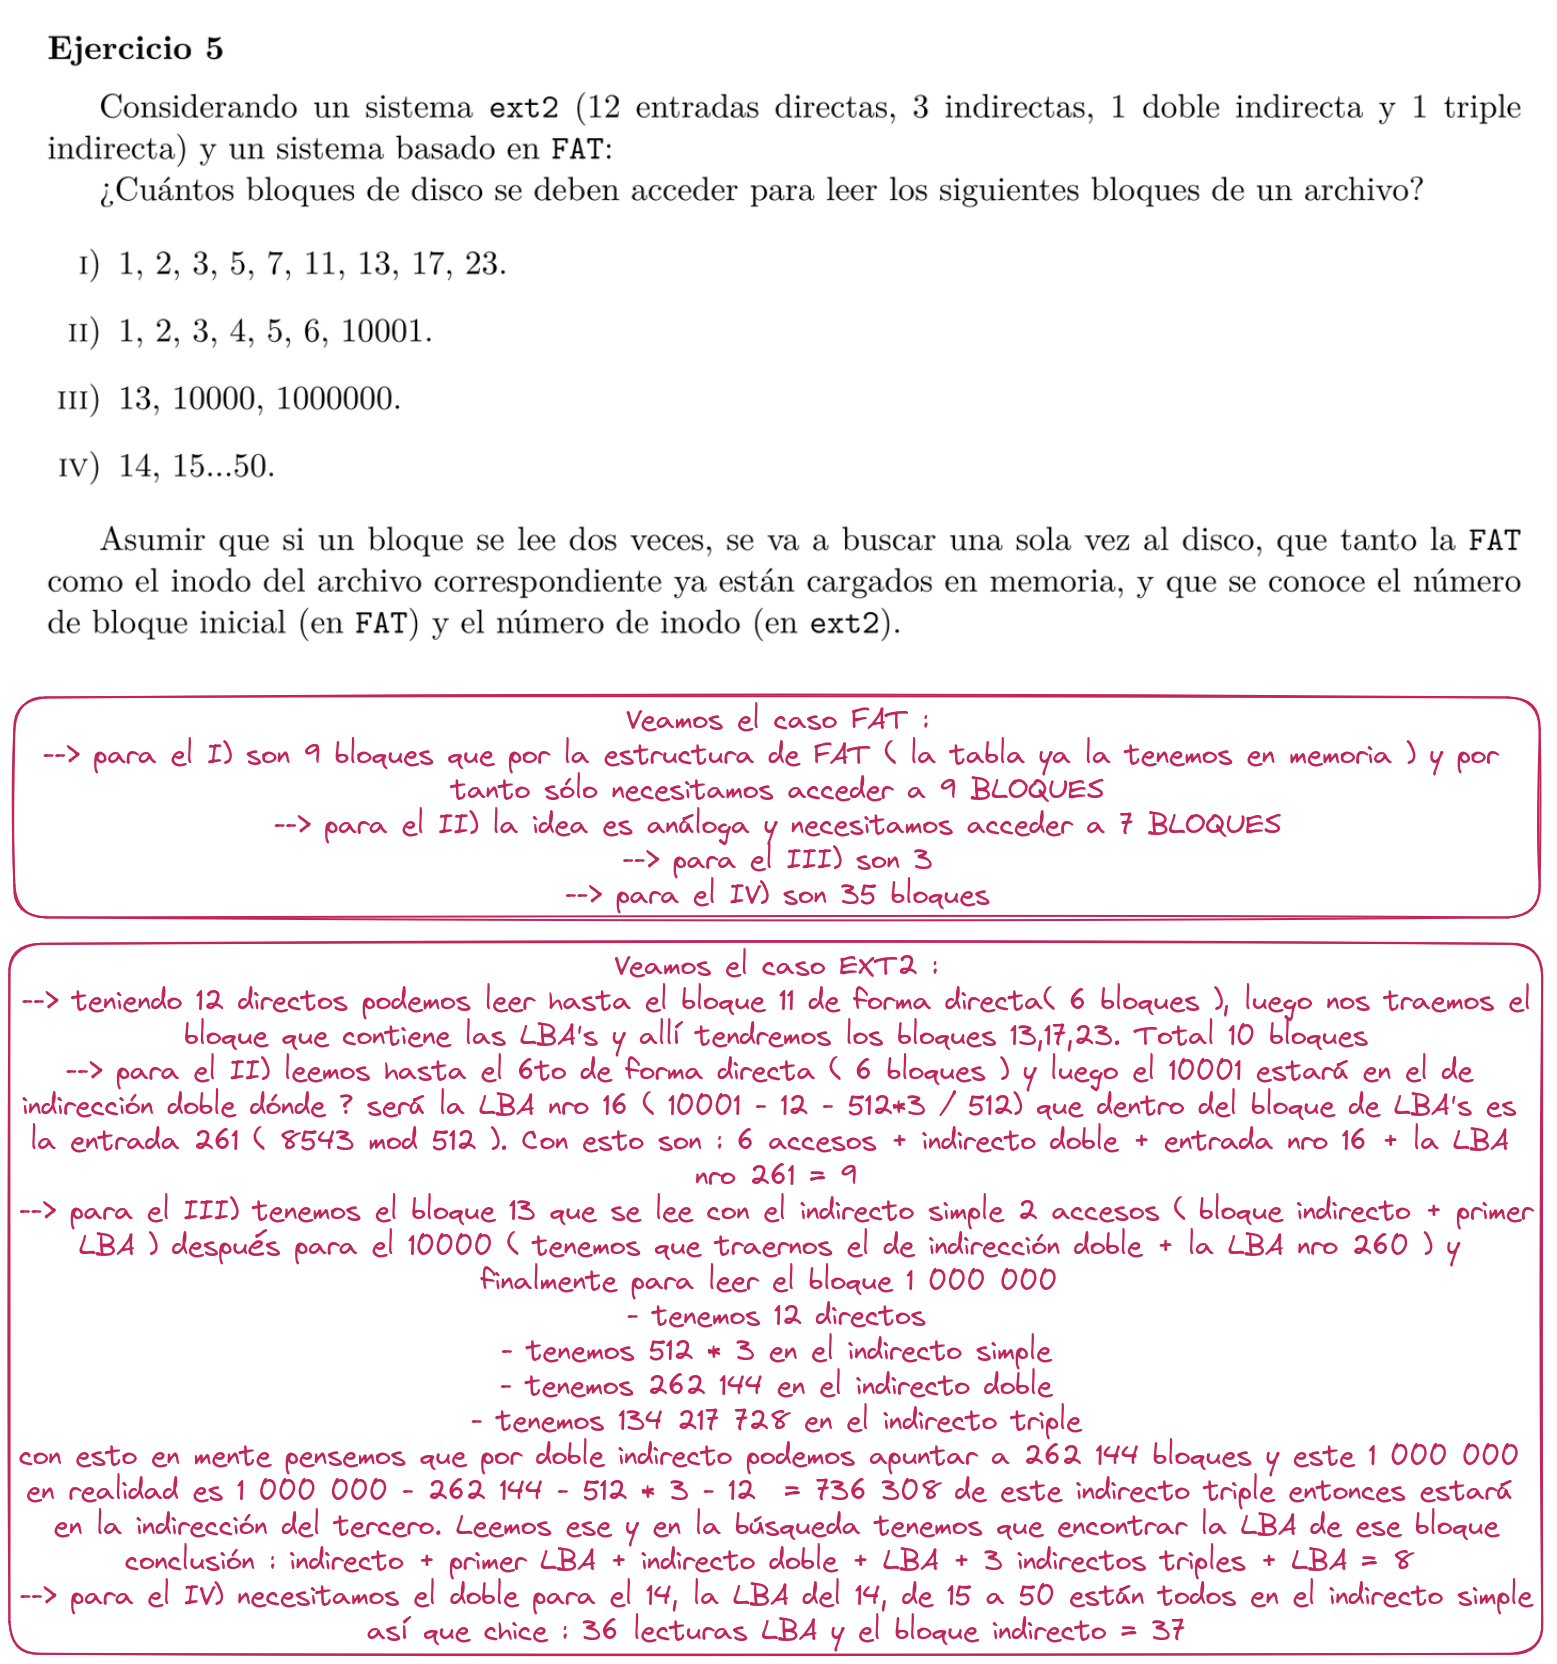 Ejercicio 5
Considerando un sistema ext2 (12 entradas directas, 3 indirectas, 1 doble indirecta y 1 triple
indirecta) y un sistema basado en FAT:
¿Cuántos bloques de disco se deben acceder para leer los siguientes bloques de un archivo?
I) 1, 2, 3, 5, 7, 11, 13, 17, 23.
II) 1, 2, 3, 4, 5, 6, 10001.
III) 13, 10000, 1000000.
IV) 14, 15...50.
Asumir que si un bloque se lee dos veces, se va a buscar una sola vez al disco, que tanto la FAT
como el inodo del archivo correspondiente ya están cargados en memoria, y que se conoce el número
de bloque inicial (en FAT) y el número de inodo (en ext2).
Veamos el caso FAT :
--> para el I) son 9 bloques que por la estructura de FAT ( la tabla ya la tenemos en memoria ) y por
tanto sólo necesitamos acceder a 9 BLOQUES
--> para el II) la idea es análoga y necesitamos acceder a 7 BLOQUES
--> para el III) son 3
--> para el IV) son 35 bloques
Veamos el caso EXT2 :
--> teniendo 12 directos podemos leer hasta el bloque 11 de forma directa( 6 bloques ), luego nos traemos el
bloque que contiene las LBA's y allí tendremos los bloques 13,17,23. Total 10 bloques
--> para el II) leemos hasta el 6to de forma directa ( 6 bloques ) y luego el 10001 estará en el de
indirección doble dónde ? será la LBA nro 16 ( 10001 - 12 - 512*3 / 512) que dentro del bloque de LBA's es
la entrada 261 ( 8543 mod 512 ). Con esto son : 6 accesos + indirecto doble + entrada nro 16 + la LBA
nro 261 = 9
--> para el III) tenemos el bloque 13 que se lee con el indirecto simple 2 accesos ( bloque indirecto + primer
LBA ) después para el 10000 ( tenemos que traernos el de indirección doble + la LBA nro 260 ) y
finalmente para leer el bloque 1 000 000
- tenemos 12 directos
- tenemos 512 * 3 en el indirecto simple
- tenemos 262 144 en el indirecto doble
- tenemos 134 217 728 en el indirecto triple
con esto en mente pensemos que por doble indirecto podemos apuntar a 262 144 bloques y este 1 000 000
en realidad es 1 000 000 - 262 144 - 512 * 3 - 12 = 736 308 de este indirecto triple entonces estará
en la indirección del tercero. Leemos ese y en la búsqueda tenemos que encontrar la LBA de ese bloque
conclusión : indirecto + primer LBA + indirecto doble + LBA + 3 indirectos triples + LBA = 8
--> para el IV) necesitamos el doble para el 14, la LBA del 14, de 15 a 50 están todos en el indirecto simple
así que chice : 36 lecturas LBA y el bloque indirecto = 37